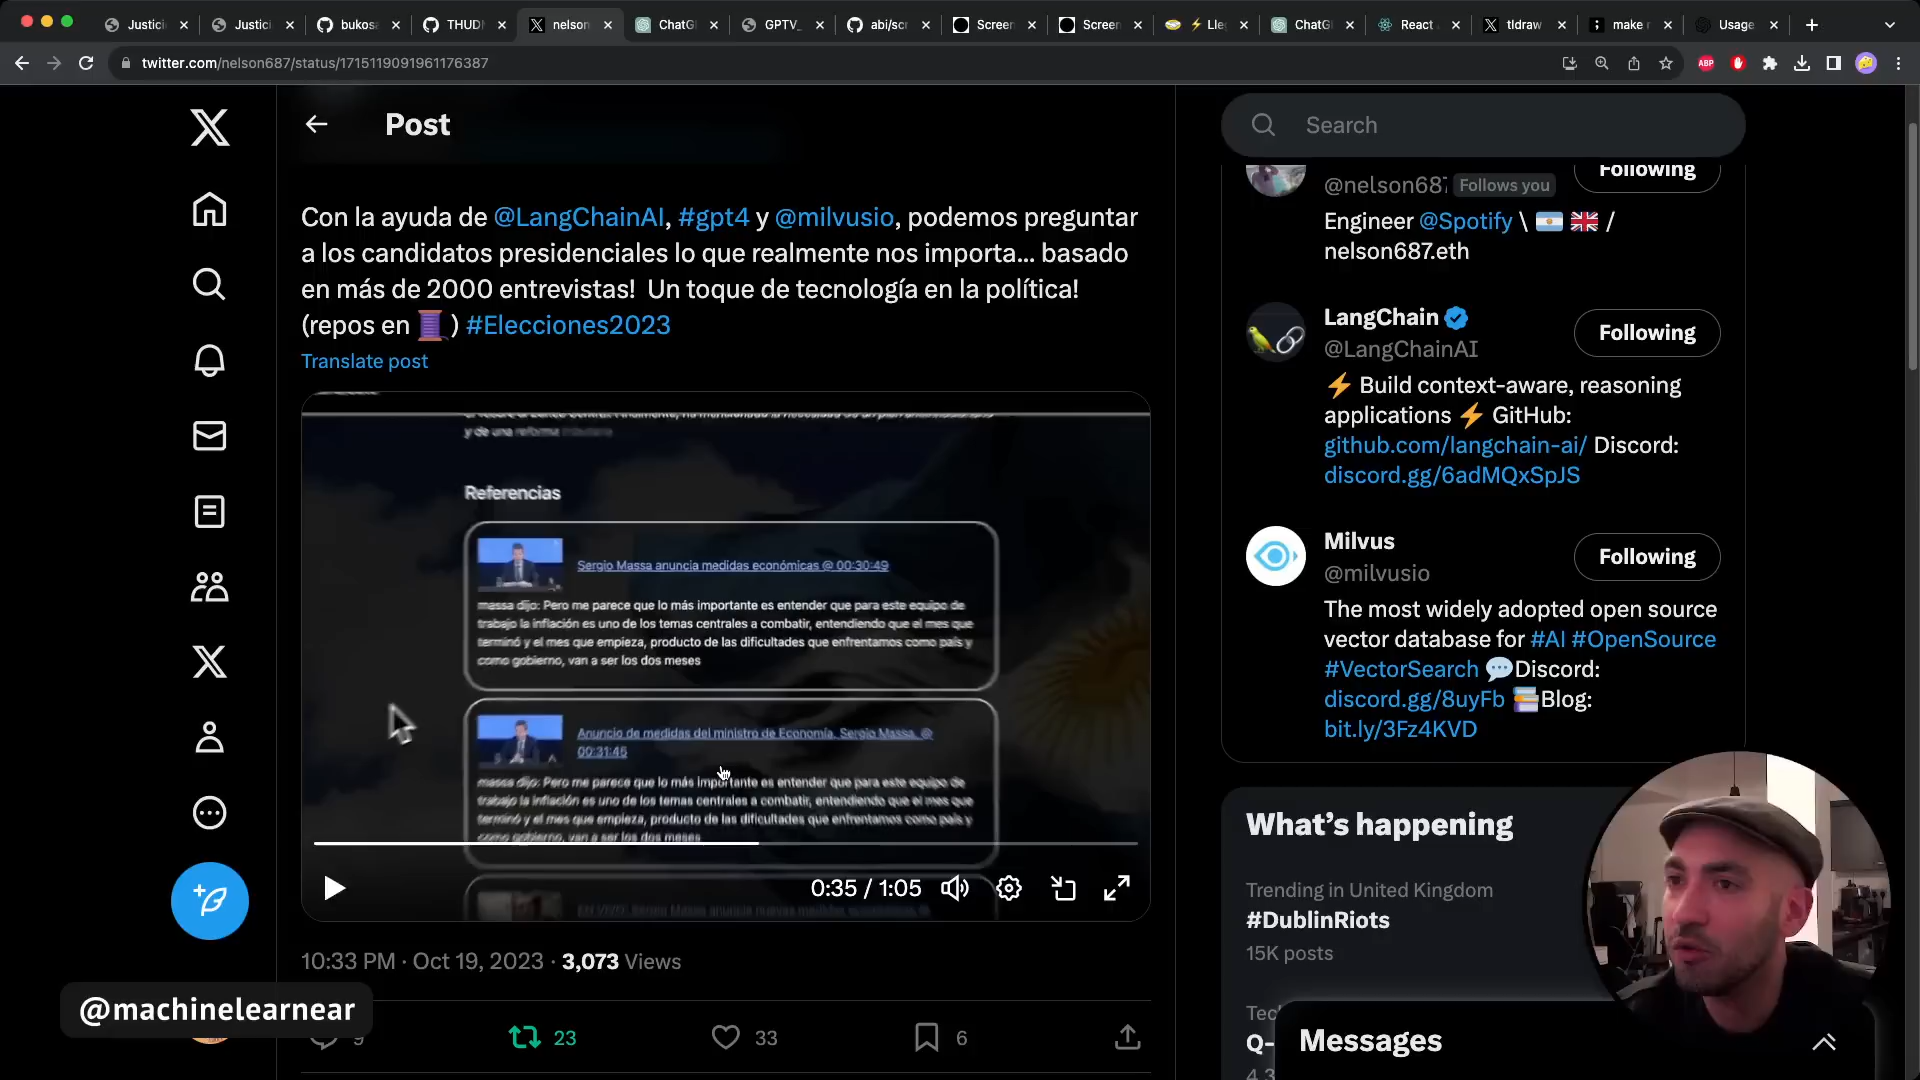 Justici
Justici
bukosa
THUDM
nelson
ChatG
GPTV_
abi/scr
Screen
Screen
⚡ Lle
ChatG
React
tldraw
make
Usage
twitter.com/nelson687/status/1715119091961176387
ABP
Post
Con la ayuda de @LangChainAI, #gpt4 y @milvusio, podemos preguntar
a los candidatos presidenciales lo que realmente nos importa... basado
en más de 2000 entrevistas! Un toque de tecnología en la política!
(repos en 🧵) #Elecciones2023
Translate post
y de una reforma tributaria
Referencias
Sergio Massa anuncia medidas económicas @ 00:30:49
massa dijo: Pero me parece que lo más importante es entender que para este equipo de
trabajo la inflación es uno de los temas centrales a combatir, entendiendo que el mes que
terminó y el mes que empieza, producto de las dificultades que enfrentamos como país y
como gobierno, van a ser los dos meses
Anuncio de medidas del ministro de Economía, Sergio Massa, @
00:31:45
massa dijo: Pero me parece que lo más importante es entender que para este equipo de
trabajo la inflación es uno de los temas centrales a combatir, entendiendo que el mes que
terminó y el mes que empieza, producto de las dificultades que enfrentamos como país y
como gobierno, van a ser los dos meses
0:35 / 1:05
10:33 PM · Oct 19, 2023 · 3,073 Views
9
23
33
6
@machinelearnear
Search
Following
@nelson687 Follows you
Engineer @Spotify \ 🇦🇷 🇬🇧 /
nelson687.eth
LangChain
Following
@LangChainAI
⚡ Build context-aware, reasoning
applications ⚡ GitHub:
github.com/langchain-ai/ Discord:
discord.gg/6adMQxSpJS
Milvus
Following
@milvusio
The most widely adopted open source
vector database for #AI #OpenSource
#VectorSearch 💬Discord:
discord.gg/8uyFb 📚Blog:
bit.ly/3Fz4KVD
What's happening
Trending in United Kingdom
#DublinRiots
15K posts
Tec
Q-
4.3
Messages